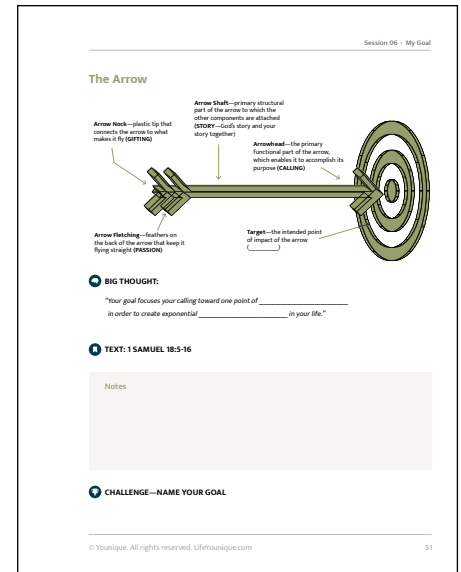 Session 06 · My Goal
The Arrow
Arrow Shaft—primary structural
part of the arrow to which the
other components are attached
(STORY—God's story and your
story together)
Arrow Nock—plastic tip that
connects the arrow to what
makes it fly (GIFTING)
Arrowhead—the primary
functional part of the arrow,
which enables it to accomplish its
purpose (CALLING)
Arrow Fletching—feathers on
the back of the arrow that keep it
flying straight (PASSION)
Target—the intended point
of impact of the arrow
(________)
BIG THOUGHT:
"Your goal focuses your calling toward one point of ______________________
in order to create exponential ______________________ in your life."
TEXT: 1 SAMUEL 18:5-16
Notes
CHALLENGE—NAME YOUR GOAL
© Younique. All rights reserved. LifeYounique.com
51